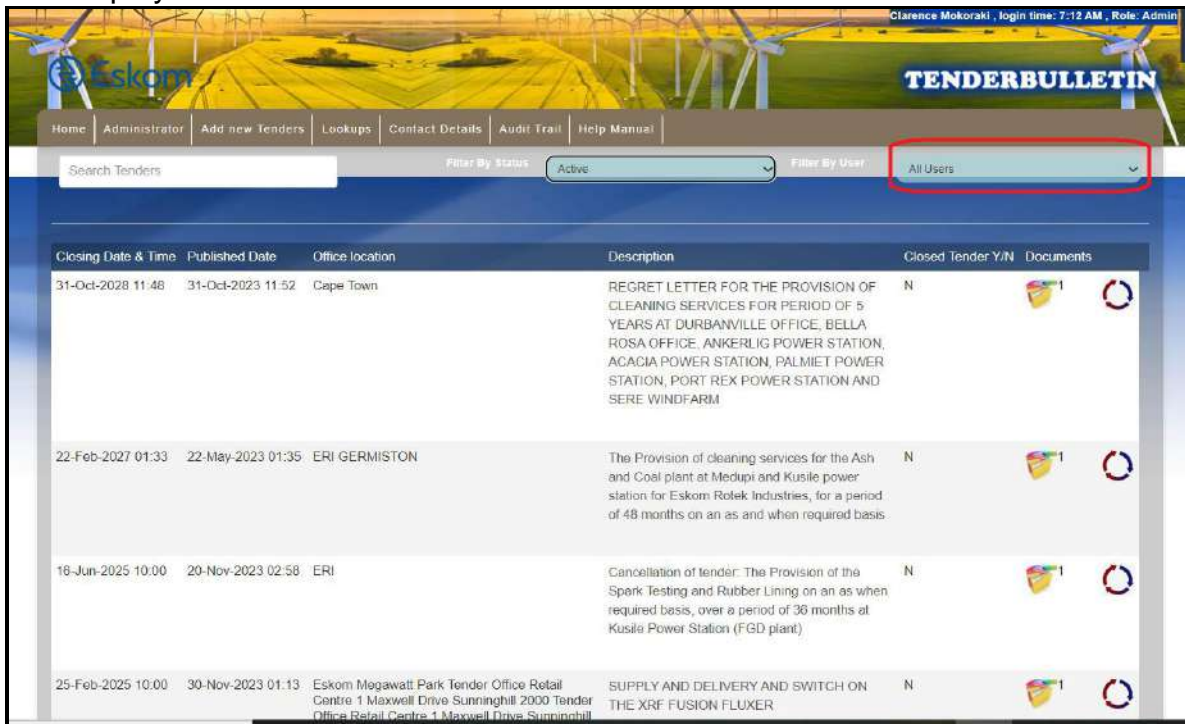 Clarence Mokoraki , login time: 7:12 AM , Role: Admin
Eskom
TENDERBULLETIN
Home Administrator Add new Tenders Lookups Contact Details Audit Trail Help Manual
Search Tenders Filter By Status Active Filter By User All Users
Closing Date & Time Published Date Office location Description Closed Tender Y/N Documents
31-Oct-2028 11:48 31-Oct-2023 11:52 Cape Town REGRET LETTER FOR THE PROVISION OF N 1
CLEANING SERVICES FOR PERIOD OF 5
YEARS AT DURBANVILLE OFFICE, BELLA
ROSA OFFICE, ANKERLIG POWER STATION,
ACACIA POWER STATION, PALMIET POWER
STATION, PORT REX POWER STATION AND
SERE WINDFARM
22-Feb-2027 01:33 22-May-2023 01:35 ERI GERMISTON The Provision of cleaning services for the Ash N 1
and Coal plant at Medupi and Kusile power
station for Eskom Rotek Industries, for a period
of 48 months on an as and when required basis
16-Jun-2025 10:00 20-Nov-2023 02:58 ERI Cancellation of tender: The Provision of the N 1
Spark Testing and Rubber Lining on an as when
required basis, over a period of 36 months at
Kusile Power Station (FGD plant)
25-Feb-2025 10:00 30-Nov-2023 01:13 Eskom Megawatt Park Tender Office Retail SUPPLY AND DELIVERY AND SWITCH ON N 1
Centre 1 Maxwell Drive Sunninghill 2000 Tender THE XRF FUSION FLUXER
Office Retail Centre 1 Maxwell Drive Sunninghill